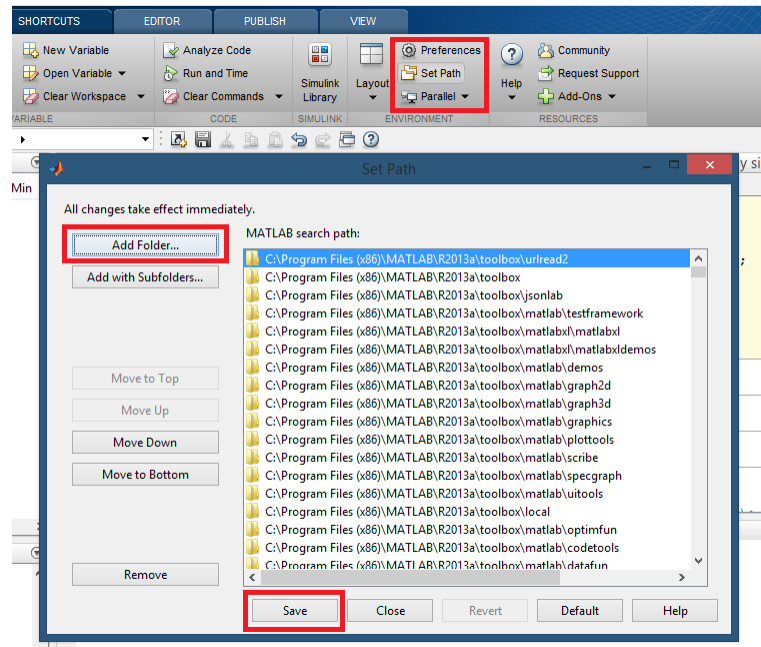 SHORTCUTS EDITOR PUBLISH VIEW
New Variable Analyze Code Preferences Community
Open Variable Run and Time Set Path Request Support
Clear Workspace Clear Commands Simulink Library Layout Parallel Help Add-Ons
VARIABLE CODE SIMULINK ENVIRONMENT RESOURCES
Set Path
Min
All changes take effect immediately.
MATLAB search path:
Add Folder...
Add with Subfolders...
Move to Top
Move Up
Move Down
Move to Bottom
Remove
C:\Program Files (x86)\MATLAB\R2013a\toolbox\urlread2
C:\Program Files (x86)\MATLAB\R2013a\toolbox
C:\Program Files (x86)\MATLAB\R2013a\toolbox\jsonlab
C:\Program Files (x86)\MATLAB\R2013a\toolbox\matlab\testframework
C:\Program Files (x86)\MATLAB\R2013a\toolbox\matlabxl\matlabxl
C:\Program Files (x86)\MATLAB\R2013a\toolbox\matlabxl\matlabxldemos
C:\Program Files (x86)\MATLAB\R2013a\toolbox\matlab\demos
C:\Program Files (x86)\MATLAB\R2013a\toolbox\matlab\graph2d
C:\Program Files (x86)\MATLAB\R2013a\toolbox\matlab\graph3d
C:\Program Files (x86)\MATLAB\R2013a\toolbox\matlab\graphics
C:\Program Files (x86)\MATLAB\R2013a\toolbox\matlab\plottools
C:\Program Files (x86)\MATLAB\R2013a\toolbox\matlab\scribe
C:\Program Files (x86)\MATLAB\R2013a\toolbox\matlab\specgraph
C:\Program Files (x86)\MATLAB\R2013a\toolbox\matlab\uitools
C:\Program Files (x86)\MATLAB\R2013a\toolbox\local
C:\Program Files (x86)\MATLAB\R2013a\toolbox\matlab\optimfun
C:\Program Files (x86)\MATLAB\R2013a\toolbox\matlab\codetools
C:\Program Files (x86)\MATLAB\R2013a\toolbox\matlab\datafun
Save Close Revert Default Help